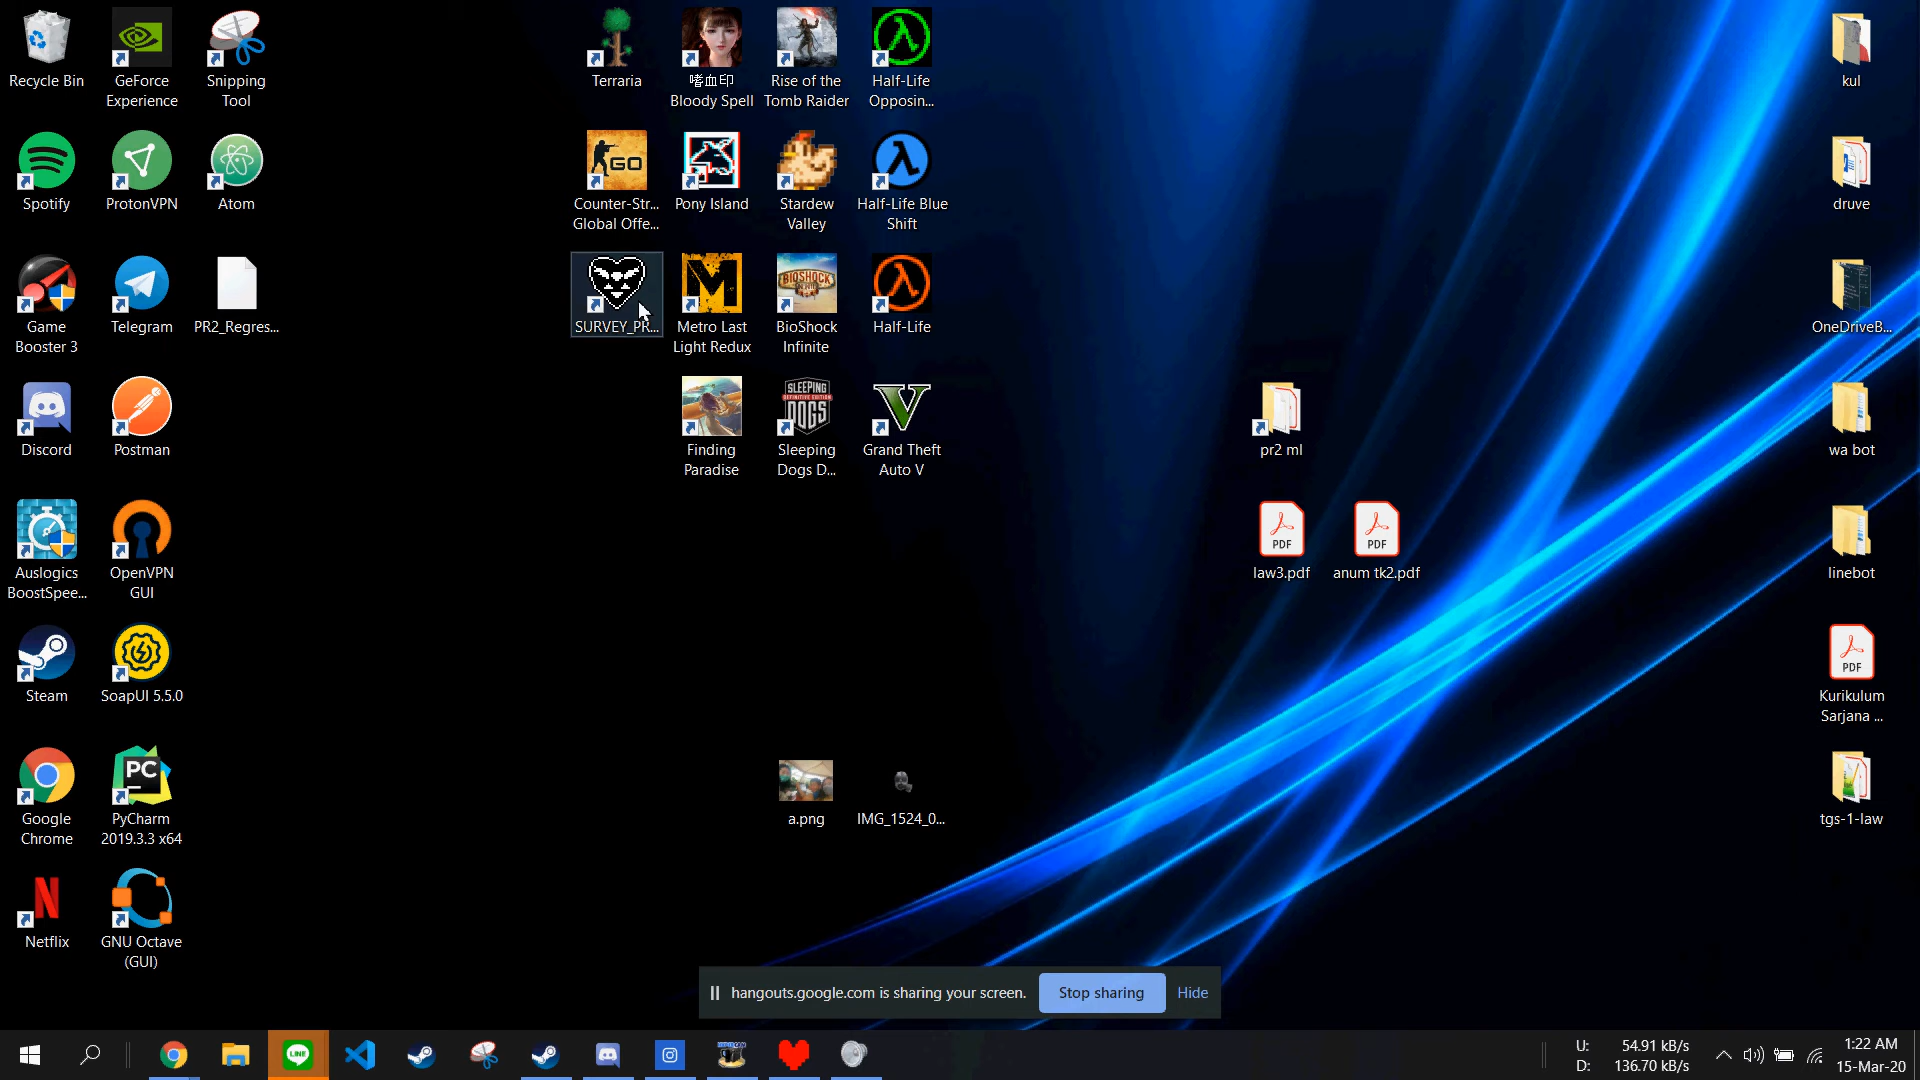 Recycle Bin
GeForce
Experience
Snipping
Tool
Terraria
嗜血印
Bloody Spell
Rise of the
Tomb Raider
Half-Life
Opposin...
kul
Spotify
ProtonVPN
Atom
GO
Counter-Str...
Global Offe...
Pony Island
Stardew
Valley
Half-Life Blue
Shift
druve
Game
Booster 3
Telegram
PR2_Regres...
SURVEY_PR...
Metro Last
Light Redux
BIOSHOCK
BioShock
Infinite
Half-Life
OneDriveB...
Discord
Postman
Finding
Paradise
SLEEPING
DOGS
Sleeping
Dogs D...
Grand Theft
Auto V
pr2 ml
wa bot
Auslogics
BoostSpee...
OpenVPN
GUI
PDF
law3.pdf
PDF
anum tk2.pdf
linebot
Steam
SoapUI 5.5.0
PDF
Kurikulum
Sarjana ...
Google
Chrome
PC
PyCharm
2019.3.3 x64
a.png
IMG_1524_0...
tgs-1-law
Netflix
GNU Octave
(GUI)
hangouts.google.com is sharing your screen.
Stop sharing
Hide
LINE
U: 54.91 kB/s
D: 136.70 kB/s
1:22 AM
15-Mar-20